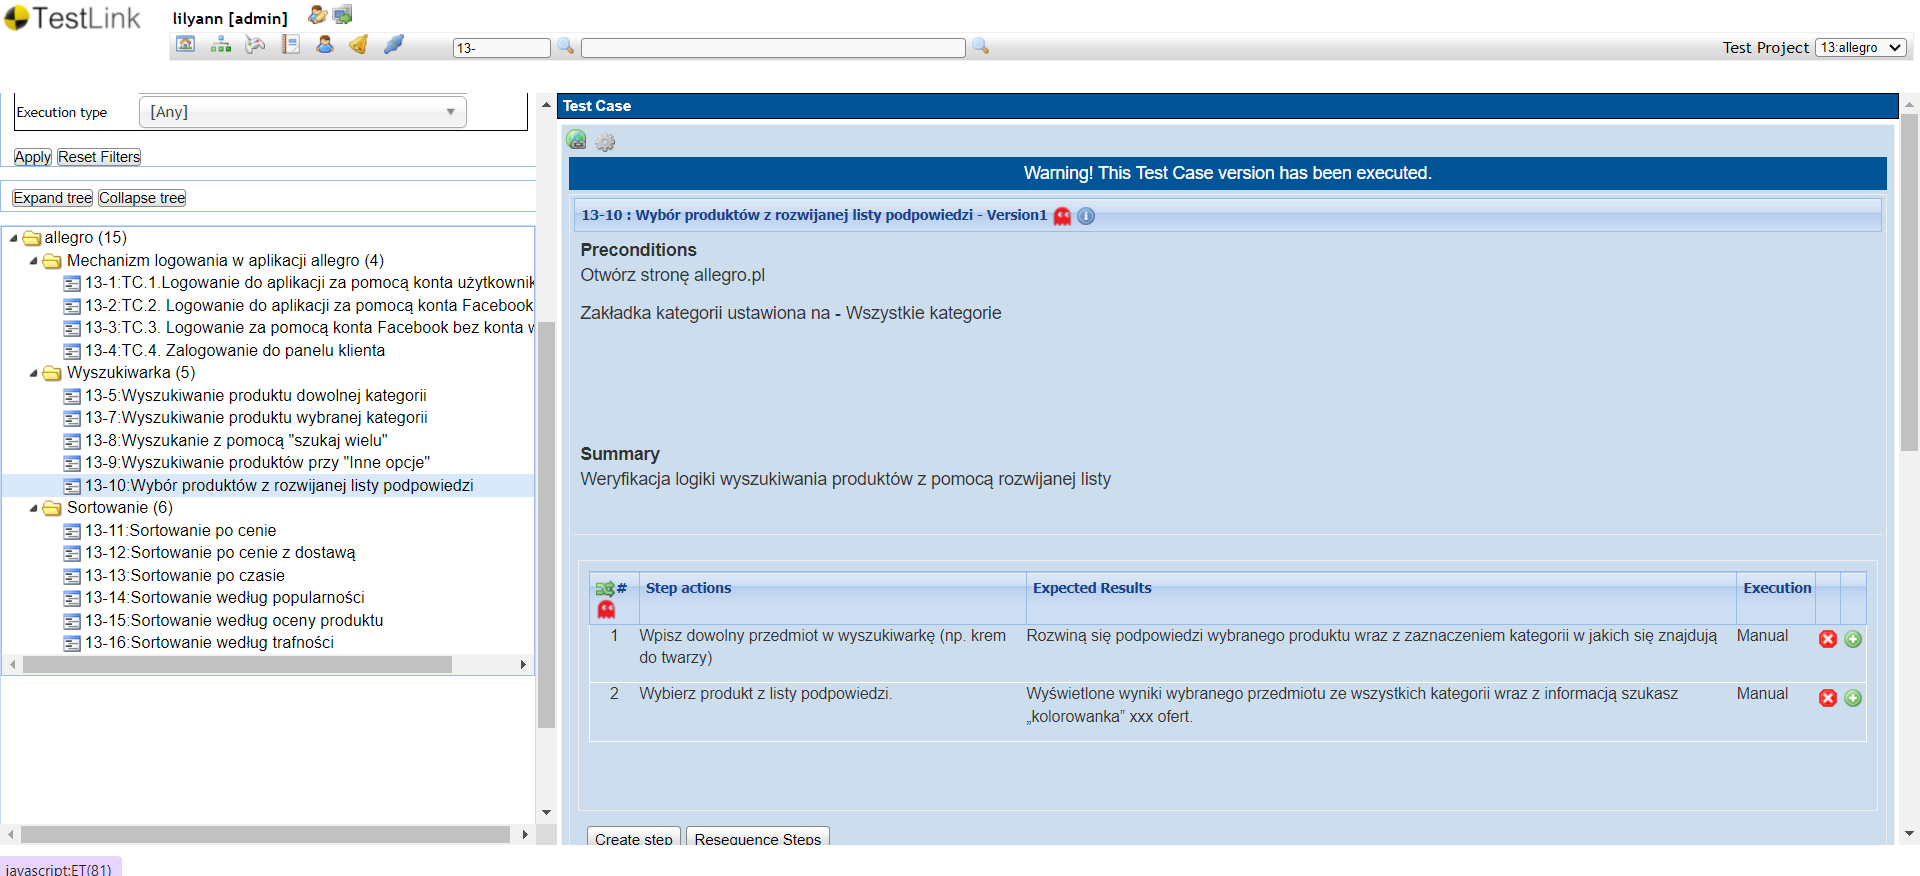 TestLink
lilyann [admin]
13-
Test Project 13:allegro
Execution type [Any]
Apply Reset Filters
Expand tree Collapse tree
allegro (15)
Mechanizm logowania w aplikacji allegro (4)
13-1:TC.1.Logowanie do aplikacji za pomocą konta użytkownik
13-2:TC.2. Logowanie do aplikacji za pomocą konta Facebook
13-3:TC.3. Logowanie za pomocą konta Facebook bez konta w
13-4:TC.4. Zalogowanie do panelu klienta
Wyszukiwarka (5)
13-5:Wyszukiwanie produktu dowolnej kategorii
13-7:Wyszukiwanie produktu wybranej kategorii
13-8:Wyszukanie z pomocą "szukaj wielu"
13-9:Wyszukiwanie produktów przy "Inne opcje"
13-10:Wybór produktów z rozwijanej listy podpowiedzi
Sortowanie (6)
13-11:Sortowanie po cenie
13-12:Sortowanie po cenie z dostawą
13-13:Sortowanie po czasie
13-14:Sortowanie według popularności
13-15:Sortowanie według oceny produktu
13-16:Sortowanie według trafności
javascript:ET(81)
Test Case
Warning! This Test Case version has been executed.
13-10 : Wybór produktów z rozwijanej listy podpowiedzi - Version1
Preconditions
Otwórz stronę allegro.pl
Zakładka kategorii ustawiona na - Wszystkie kategorie
Summary
Weryfikacja logiki wyszukiwania produktów z pomocą rozwijanej listy
# Step actions Expected Results Execution
1 Wpisz dowolny przedmiot w wyszukiwarkę (np. krem Rozwiną się podpowiedzi wybranego produktu wraz z zaznaczeniem kategorii w jakich się znajdują Manual
do twarzy)
2 Wybierz produkt z listy podpowiedzi. Wyświetlone wyniki wybranego przedmiotu ze wszystkich kategorii wraz z informacją szukasz Manual
„kolorowanka” xxx ofert.
Create step Resequence Steps